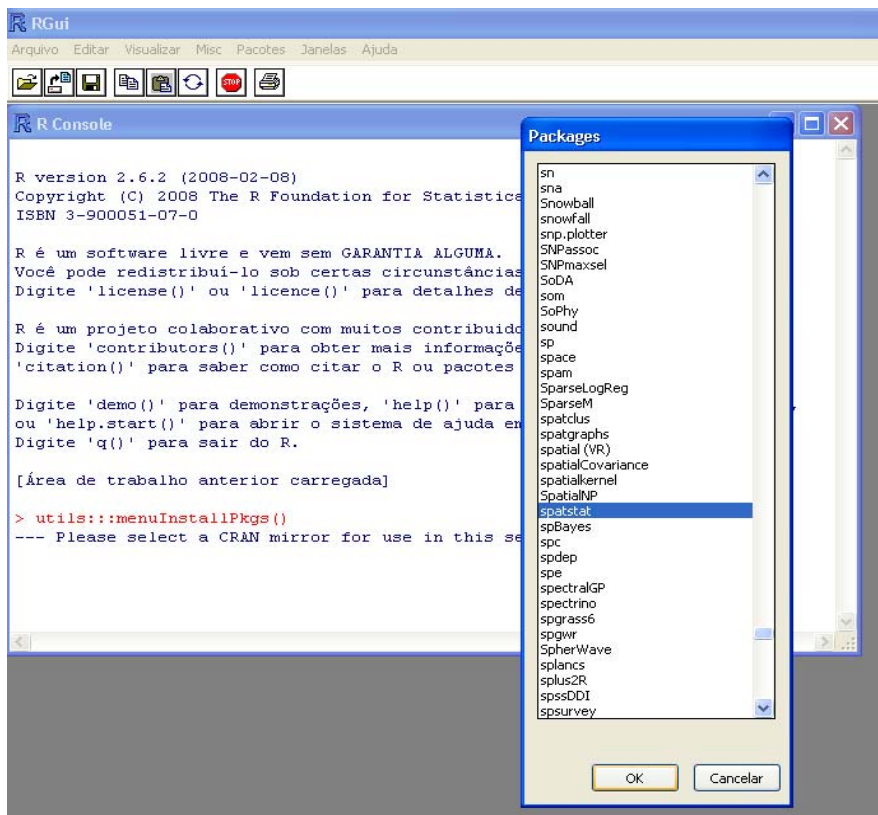 RGui
Arquivo Editar Visualizar Misc Pacotes Janelas Ajuda
STOP
R Console
R version 2.6.2 (2008-02-08)
Copyright (C) 2008 The R Foundation for Statistica
ISBN 3-900051-07-0
R é um software livre e vem sem GARANTIA ALGUMA.
Você pode redistribuí-lo sob certas circunstâncias
Digite 'license()' ou 'licence()' para detalhes de
R é um projeto colaborativo com muitos contribuido
Digite 'contributors()' para obter mais informaçõe
'citation()' para saber como citar o R ou pacotes
Digite 'demo()' para demonstrações, 'help()' para
ou 'help.start()' para abrir o sistema de ajuda em
Digite 'q()' para sair do R.
[Área de trabalho anterior carregada]
> utils:::menuInstallPkgs()
--- Please select a CRAN mirror for use in this se
Packages
sn
sna
Snowball
snowfall
snp.plotter
SNPassoc
SNPmaxsel
SoDA
som
SoPhy
sound
sp
space
spam
SparseLogReg
SparseM
spatclus
spatgraphs
spatial (VR)
spatialCovariance
spatialkernel
SpatialNP
spatstat
spBayes
spc
spdep
spe
spectralGP
spectrino
spgrass6
spgwr
SpherWave
splancs
splus2R
spssDDI
spsurvey
OK Cancelar